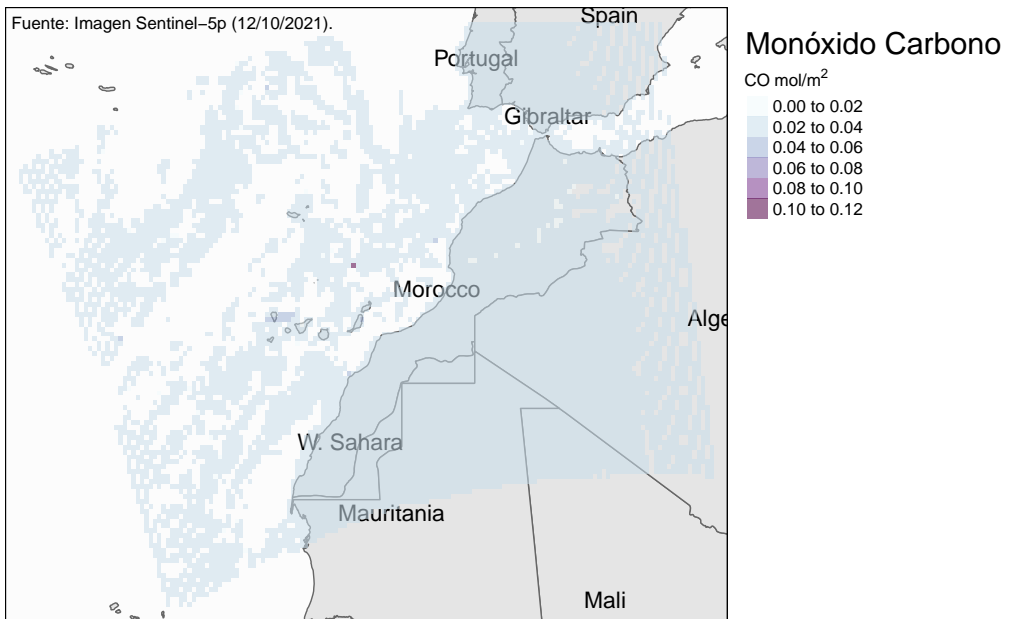 Fuente: Imagen Sentinel−5p (12/10/2021).
Spain
Portugal
Gibraltar
Morocco
Alge
W. Sahara
Mauritania
Mali
Monóxido Carbono
CO mol/m²
0.00 to 0.02
0.02 to 0.04
0.04 to 0.06
0.06 to 0.08
0.08 to 0.10
0.10 to 0.12